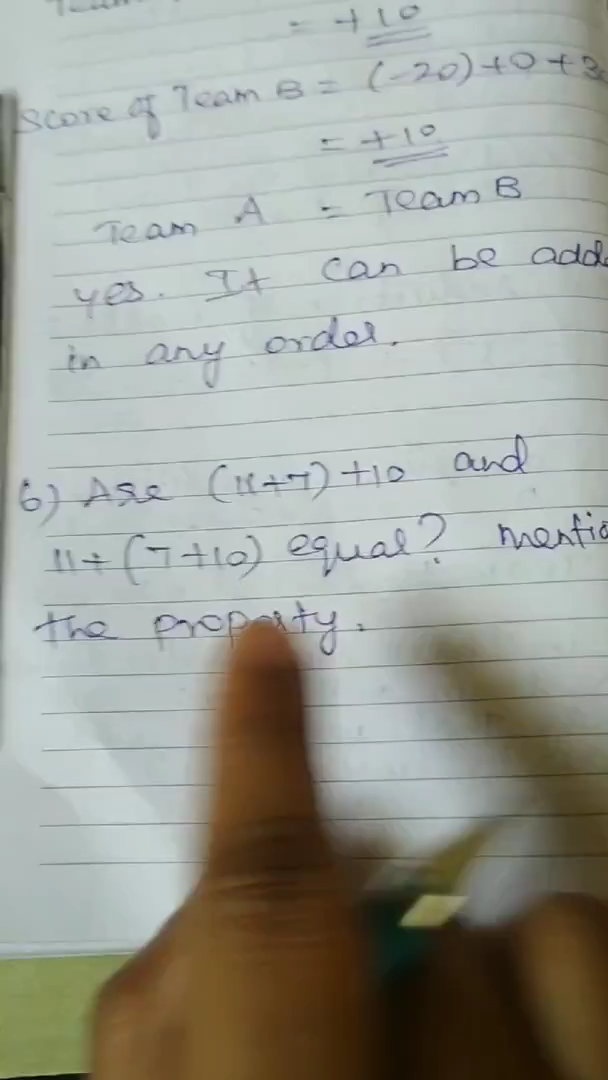 = +10
Score of Team B = (-20)+0+3
= +10
Team A = Team B
yes. It can be adde
in any order.
6) Are (11+7)+10 and
11+(7+10) equal? mentio
the property.